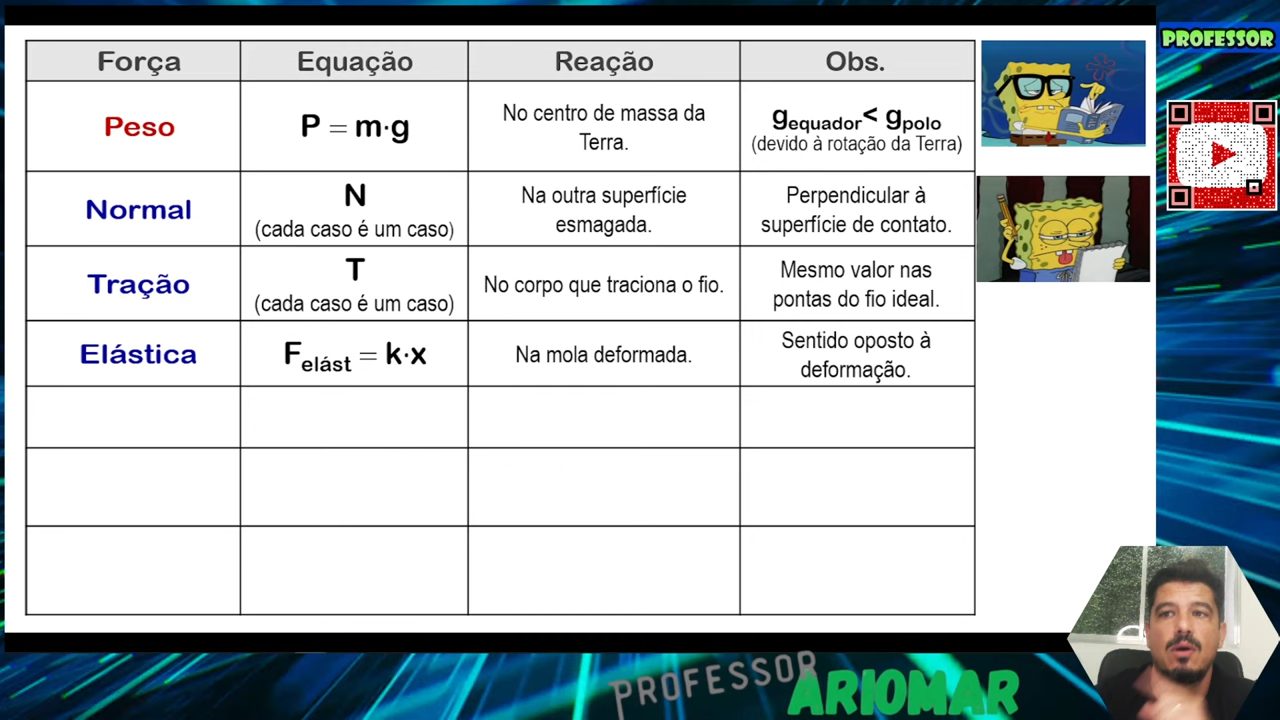 PROFESSOR
Força Equação Reação Obs.
Peso
P = m·g
No centro de massa da
Terra.
gequador< gpolo
(devido à rotação da Terra)
Normal
N
(cada caso é um caso)
Na outra superfície
esmagada.
Perpendicular à
superfície de contato.
Tração
T
(cada caso é um caso)
No corpo que traciona o fio.
Mesmo valor nas
pontas do fio ideal.
Elástica
Felást = k·x
Na mola deformada.
Sentido oposto à
deformação.
PROFESSOR
ARIOMAR